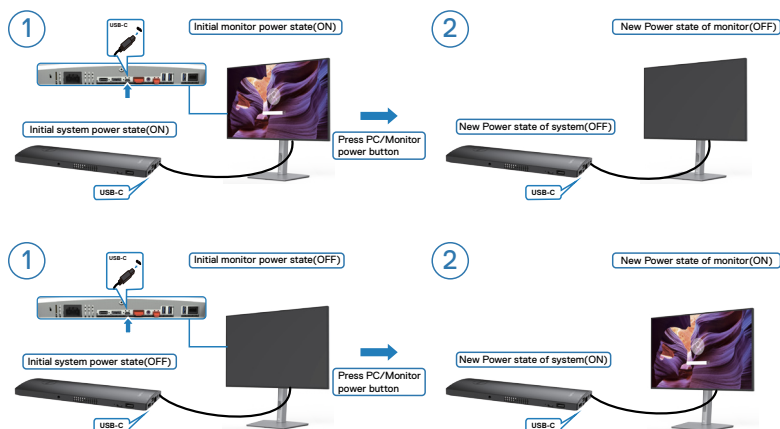 1
USB-C
Initial monitor power state(ON)
Initial system power state(ON)
USB-C
Press PC/Monitor
power button
2
New Power state of monitor(OFF)
New Power state of system(OFF)
USB-C
1
USB-C
Initial monitor power state(OFF)
Initial system power state(OFF)
USB-C
Press PC/Monitor
power button
2
New Power state of monitor(ON)
New Power state of system(ON)
USB-C